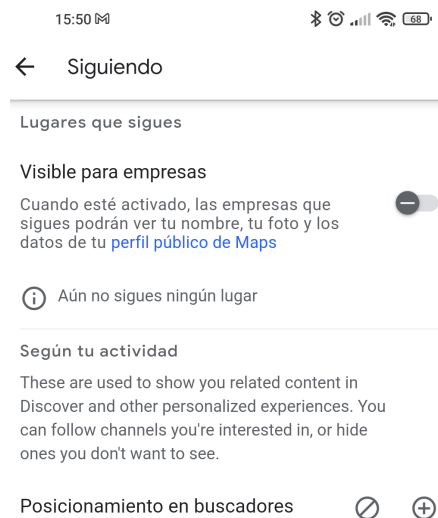 15:50
68
Siguiendo
Lugares que sigues
Visible para empresas
Cuando esté activado, las empresas que
sigues podrán ver tu nombre, tu foto y los
datos de tu perfil público de Maps
Aún no sigues ningún lugar
Según tu actividad
These are used to show you related content in
Discover and other personalized experiences. You
can follow channels you're interested in, or hide
ones you don't want to see.
Posicionamiento en buscadores